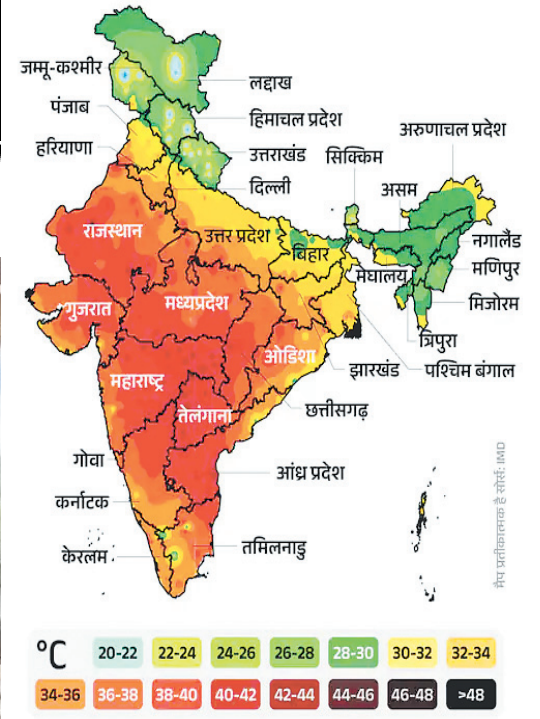 जम्मू-कश्मीर
लद्दाख
पंजाब
हिमाचल प्रदेश
हरियाणा
उत्तराखंड
सिक्किम
अरुणाचल प्रदेश
दिल्ली
असम
राजस्थान
उत्तर प्रदेश
बिहार
नगालैंड
मेघालय
मणिपुर
गुजरात
मध्यप्रदेश
मिजोरम
त्रिपुरा
ओडिशा
झारखंड
पश्चिम बंगाल
महाराष्ट्र
तेलंगाना
छत्तीसगढ़
गोवा
आंध्र प्रदेश
कर्नाटक
केरलम
तमिलनाडु
मैप प्रतीकात्मक है सोर्स: IMD
°C 20-22 22-24 24-26 26-28 28-30 30-32 32-34
34-36 36-38 38-40 40-42 42-44 44-46 46-48 >48